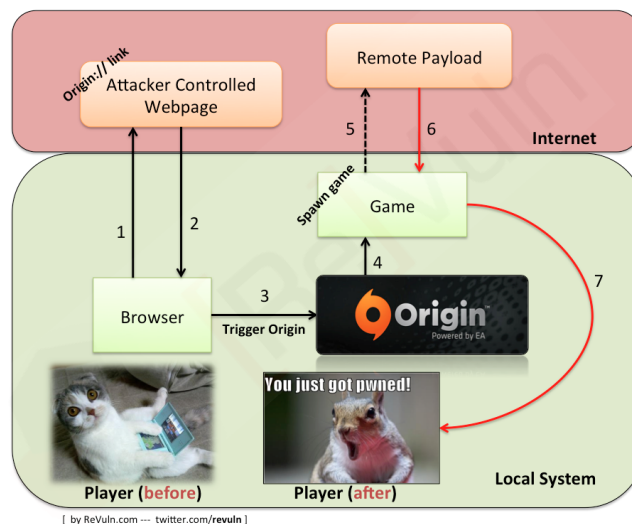 Origin:// link
Attacker Controlled
Webpage
Remote Payload
5
6
Internet
Spawn game
Game
1
2
4
7
3
Browser
Trigger Origin
Origin™
Powered by EA
You just got pwned!
Player (before)
Player (after)
Local System
[ by ReVuln.com --- twitter.com/revuln ]
ReVuln